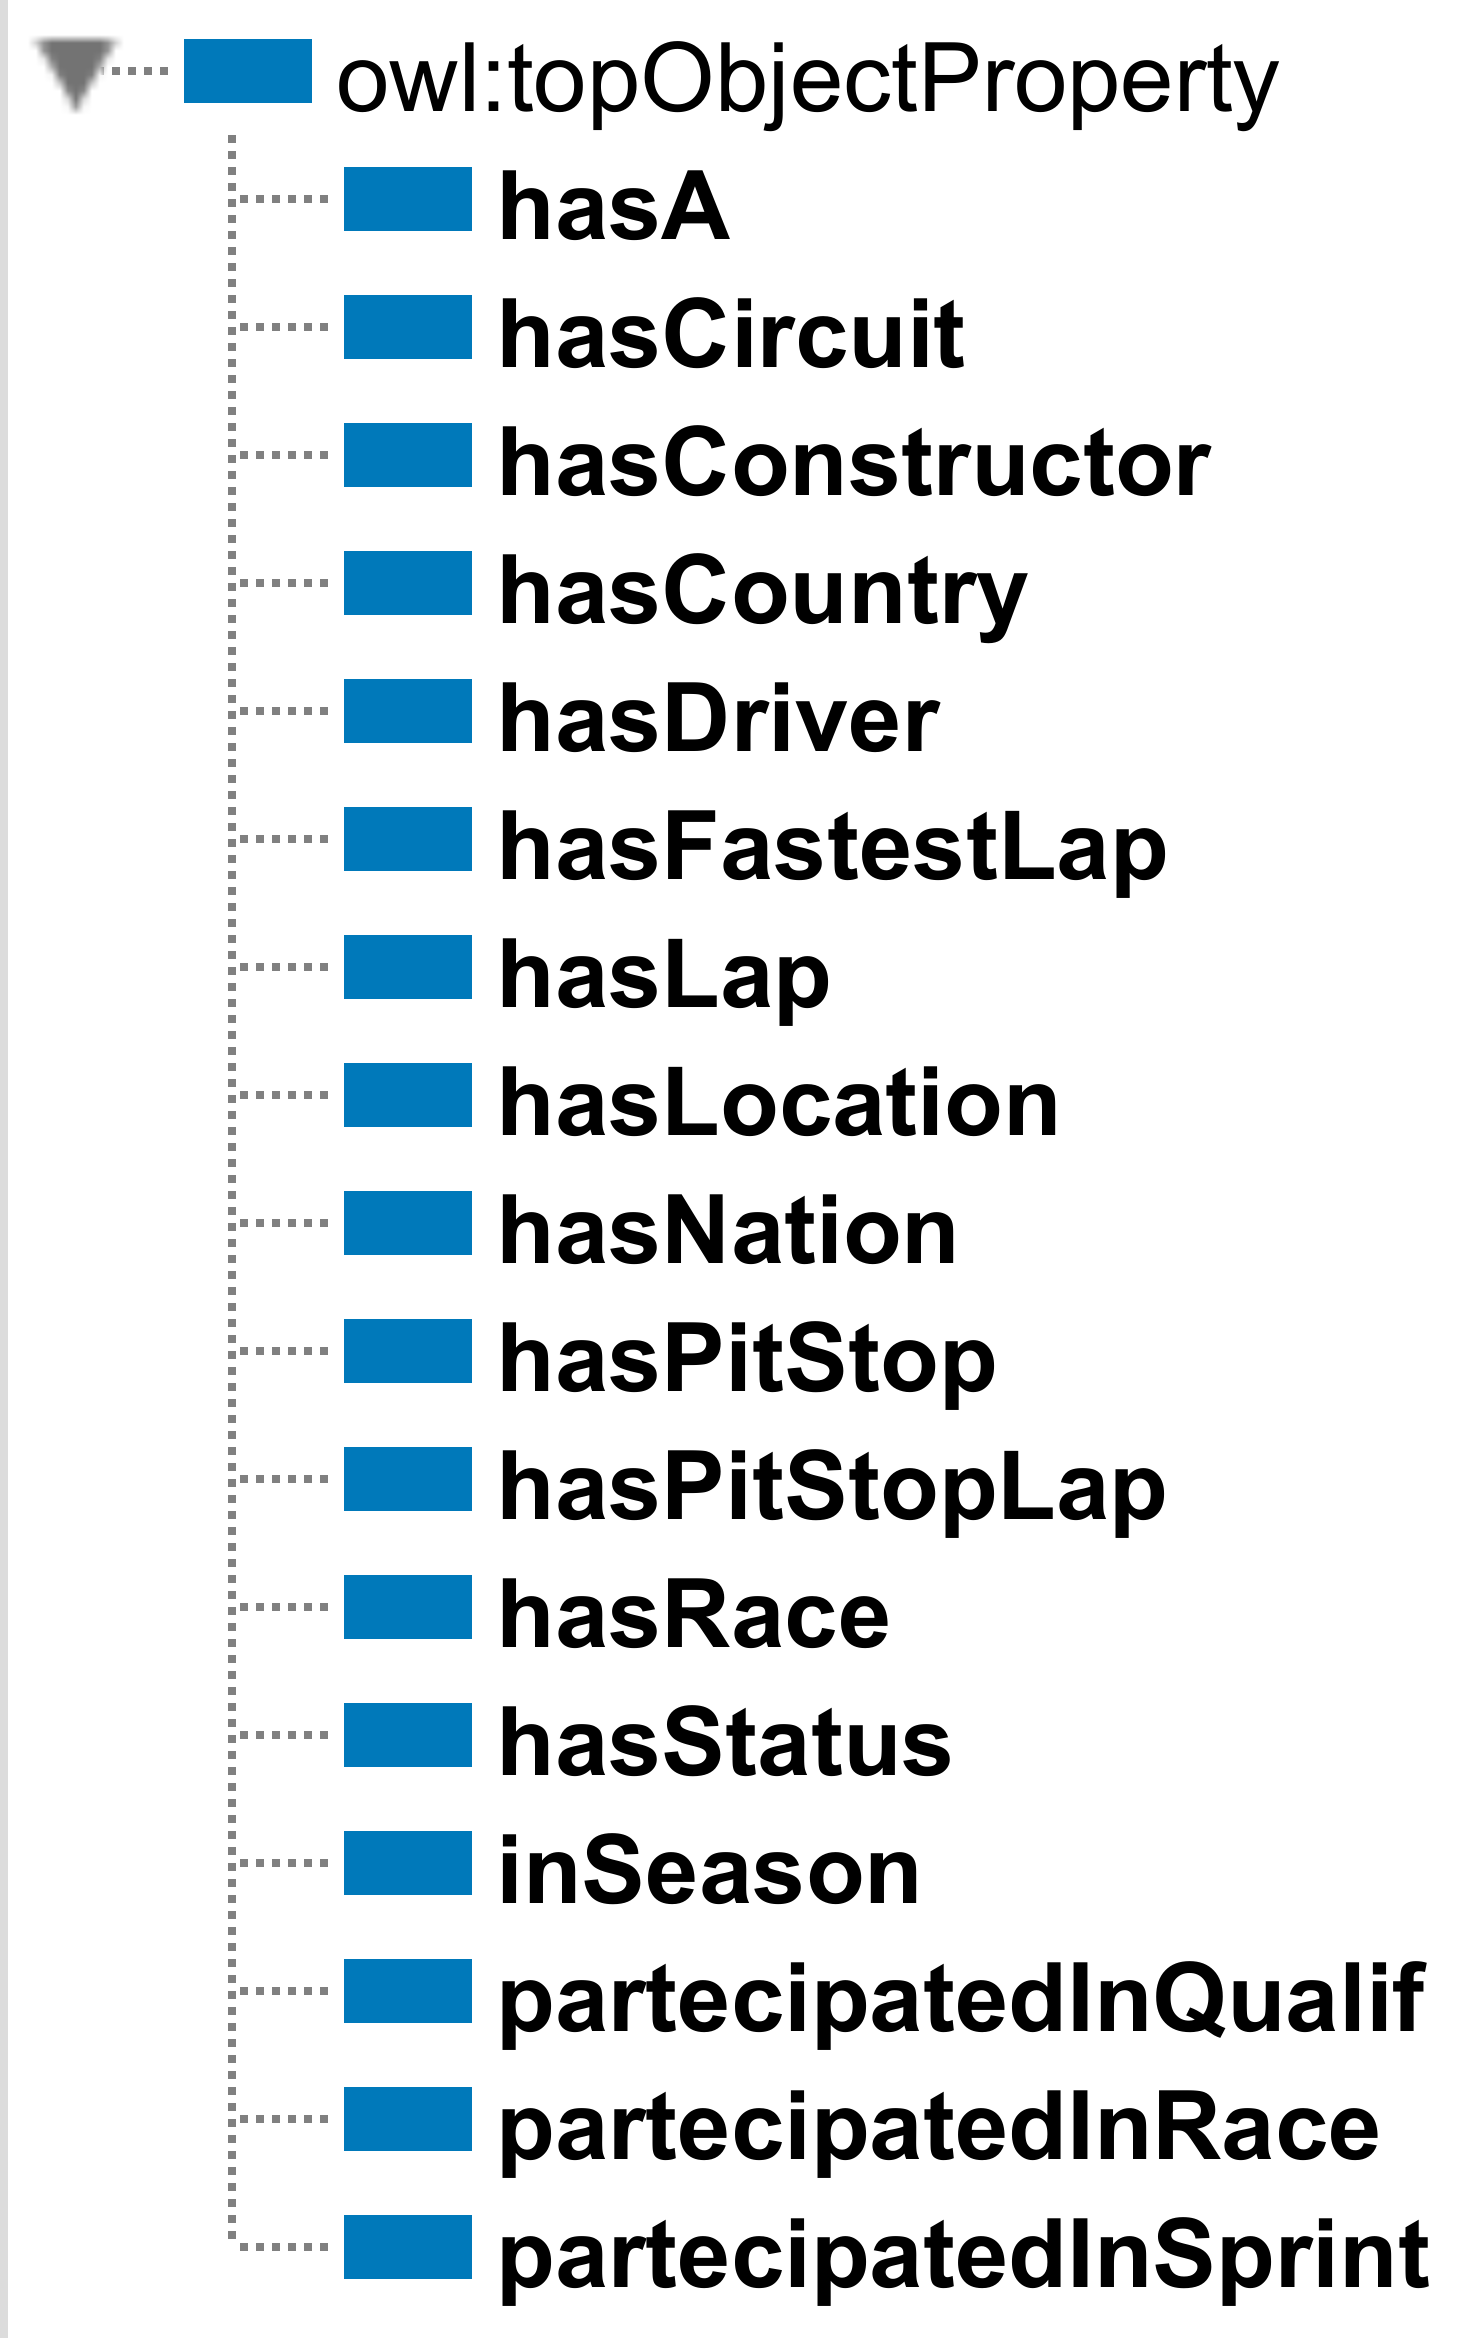 owl:topObjectProperty
hasA
hasCircuit
hasConstructor
hasCountry
hasDriver
hasFastestLap
hasLap
hasLocation
hasNation
hasPitStop
hasPitStopLap
hasRace
hasStatus
inSeason
partecipatedInQualif
partecipatedInRace
partecipatedInSprint